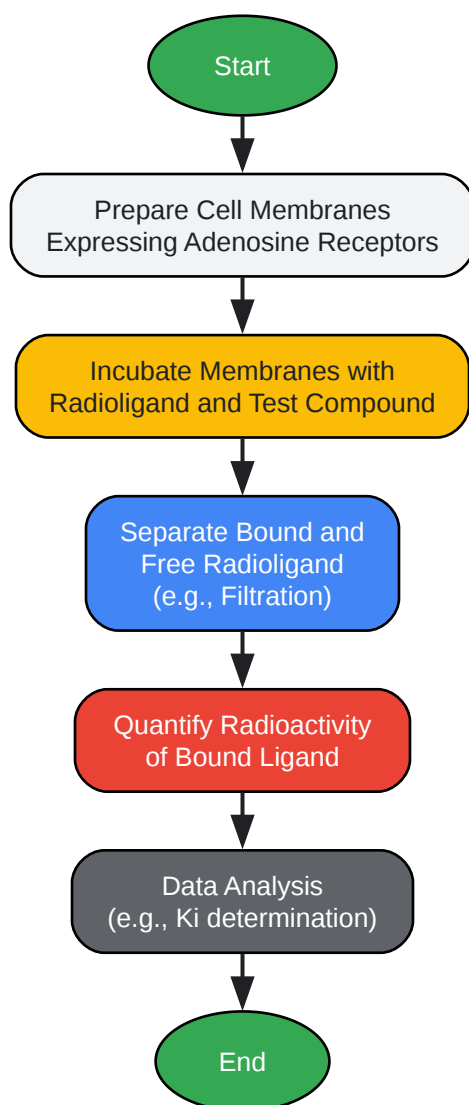 Start
Prepare Cell Membranes
Expressing Adenosine Receptors
Incubate Membranes with
Radioligand and Test Compound
Separate Bound and
Free Radioligand
(e.g., Filtration)
Quantify Radioactivity
of Bound Ligand
Data Analysis
(e.g., Ki determination)
End